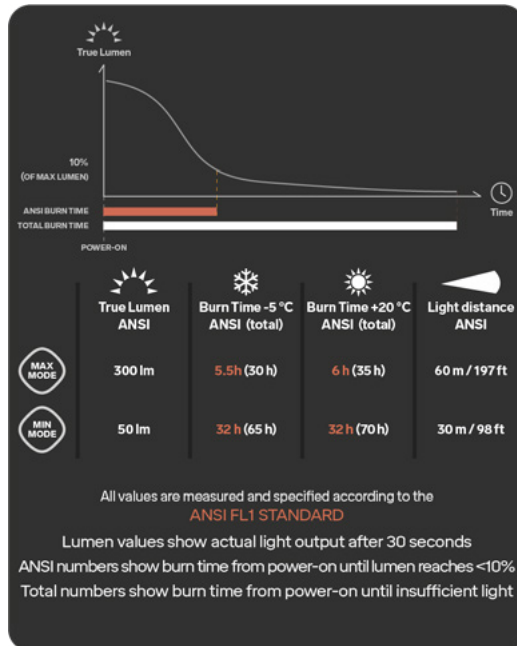 True Lumen
10%
(OF MAX LUMEN)
ANSI BURN TIME
Time
TOTAL BURN TIME
POWER-ON
True Lumen
ANSI
Burn Time -5 °C
ANSI (total)
Burn Time +20 °C
ANSI (total)
Light distance
ANSI
MAX
MODE
300 lm
5.5h (30 h)
6 h (35 h)
60 m / 197 ft
MIN
MODE
50 lm
32 h (65 h)
32 h (70 h)
30 m / 98 ft
All values are measured and specified according to the
ANSI FL1 STANDARD
Lumen values show actual light output after 30 seconds
ANSI numbers show burn time from power-on until lumen reaches <10%
Total numbers show burn time from power-on until insufficient light